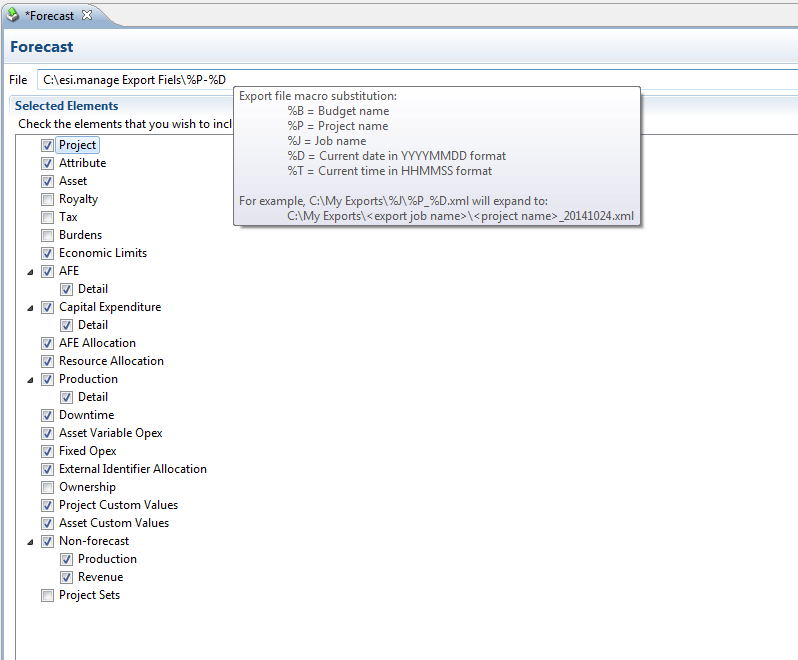 *Forecast
Forecast
File C:\esi.manage Export Fiels\%P-%D
Selected Elements
Check the elements that you wish to incl
Export file macro substitution:
%B = Budget name
%P = Project name
%J = Job name
%D = Current date in YYYYMMDD format
%T = Current time in HHMMSS format
For example, C:\My Exports\%J\%P_%D.xml will expand to:
C:\My Exports\<export job name>\<project name>_20141024.xml
Project
Attribute
Asset
Royalty
Tax
Burdens
Economic Limits
AFE
Detail
Capital Expenditure
Detail
AFE Allocation
Resource Allocation
Production
Detail
Downtime
Asset Variable Opex
Fixed Opex
External Identifier Allocation
Ownership
Project Custom Values
Asset Custom Values
Non-forecast
Production
Revenue
Project Sets